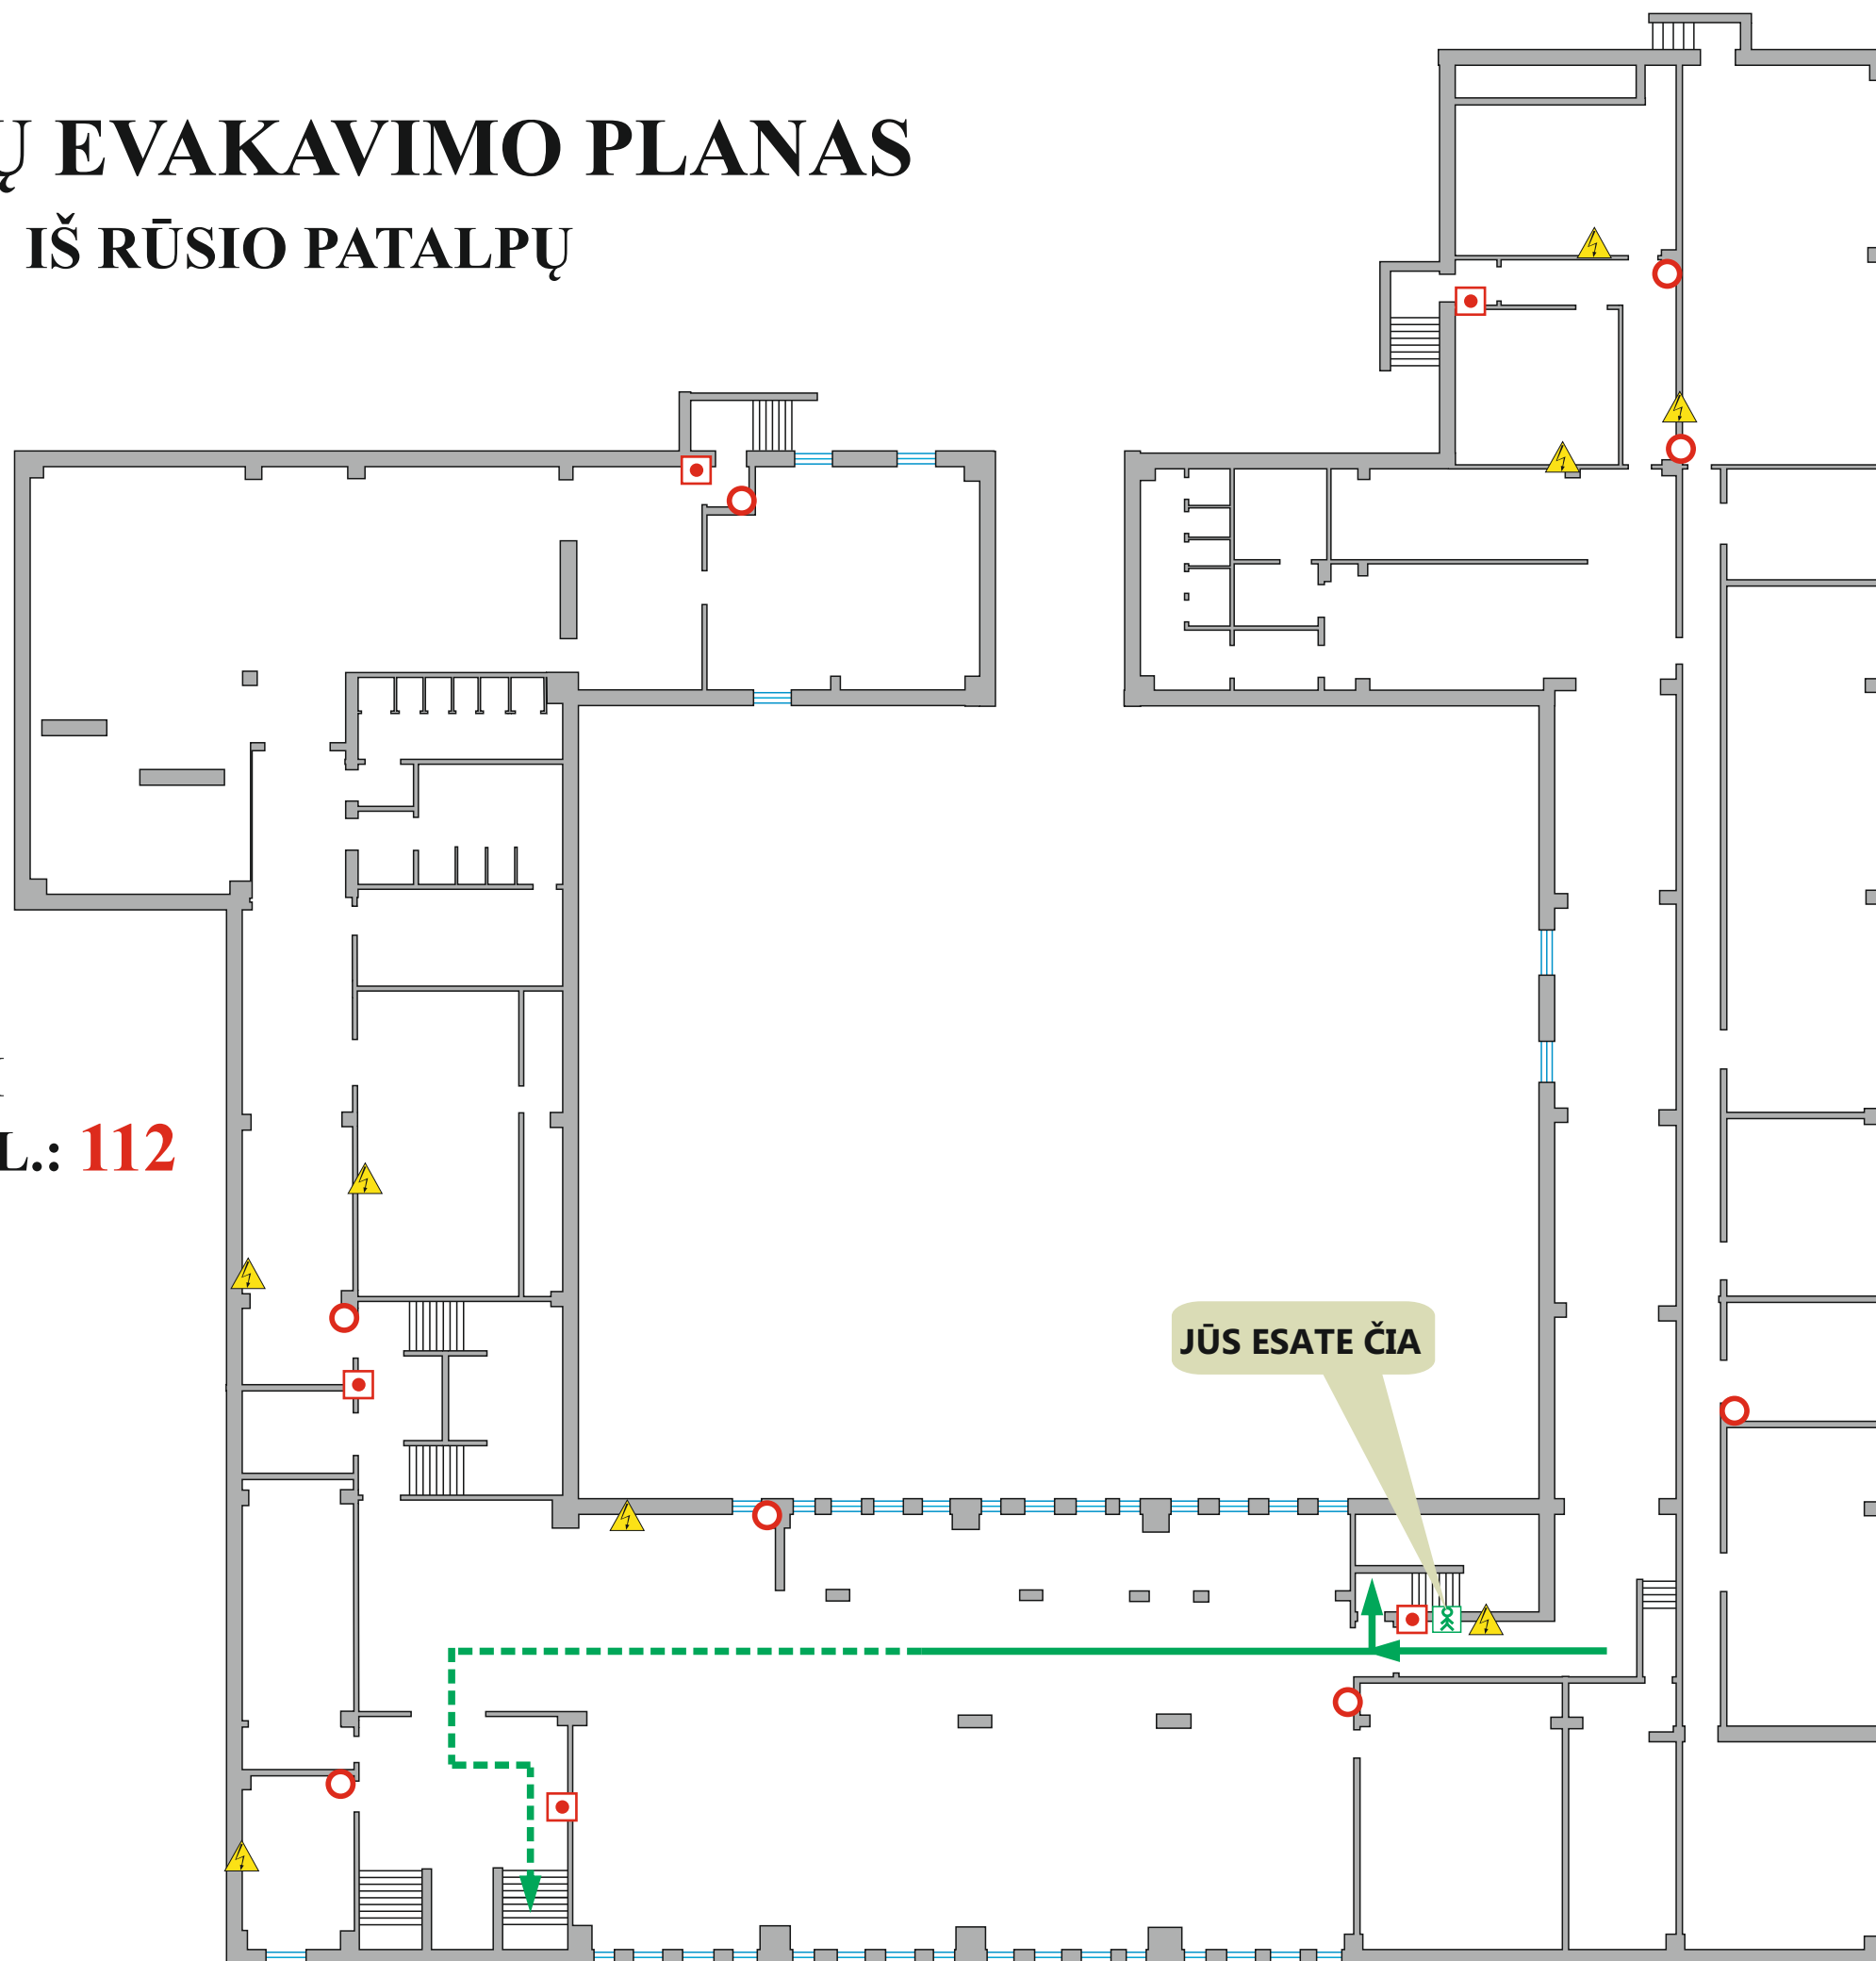 Ų EVAKAVIMO PLANAS
IŠ RŪSIO PATALPŲ
L.: 112
JŪS ESATE ČIA